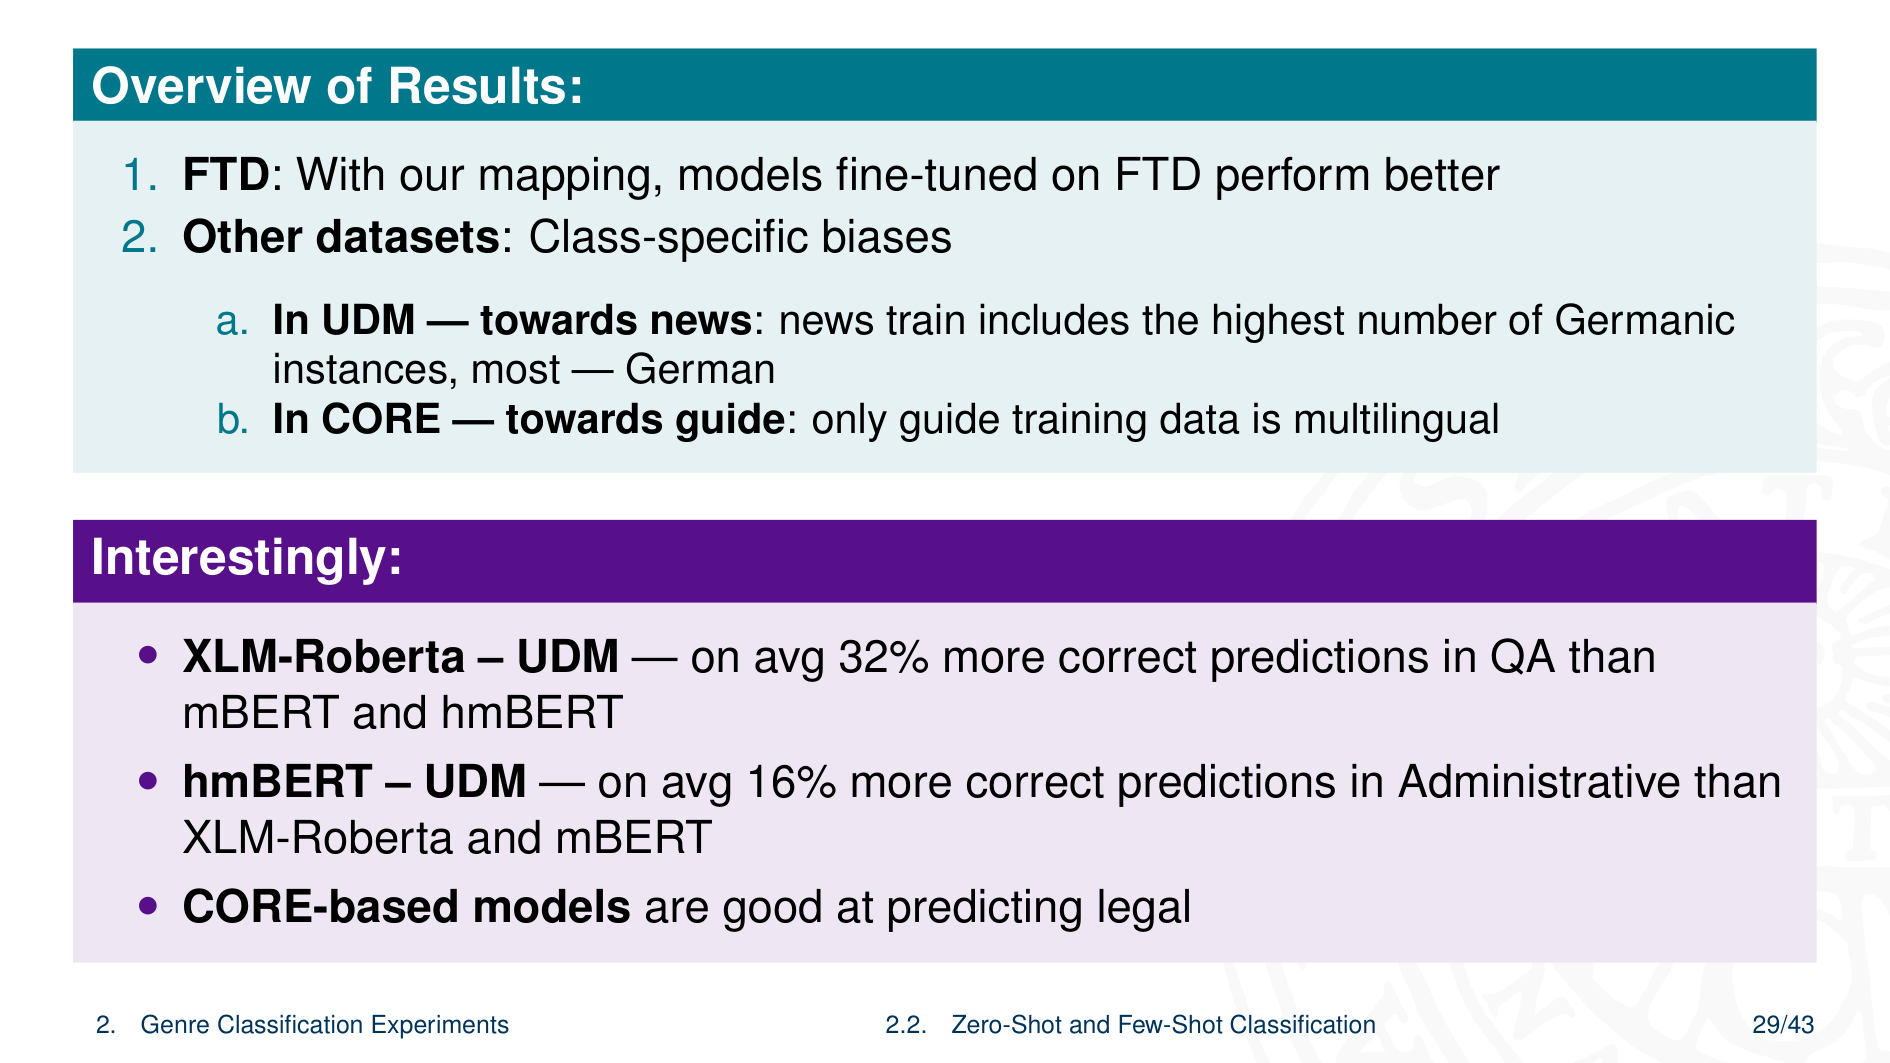 Overview of Results:
1. FTD: With our mapping, models fine-tuned on FTD perform better
2. Other datasets: Class-specific biases
a. In UDM — towards news: news train includes the highest number of Germanic
instances, most — German
b. In CORE — towards guide: only guide training data is multilingual
Interestingly:
• XLM-Roberta – UDM — on avg 32% more correct predictions in QA than
mBERT and hmBERT
• hmBERT – UDM — on avg 16% more correct predictions in Administrative than
XLM-Roberta and mBERT
• CORE-based models are good at predicting legal
2. Genre Classification Experiments 2.2. Zero-Shot and Few-Shot Classification 29/43